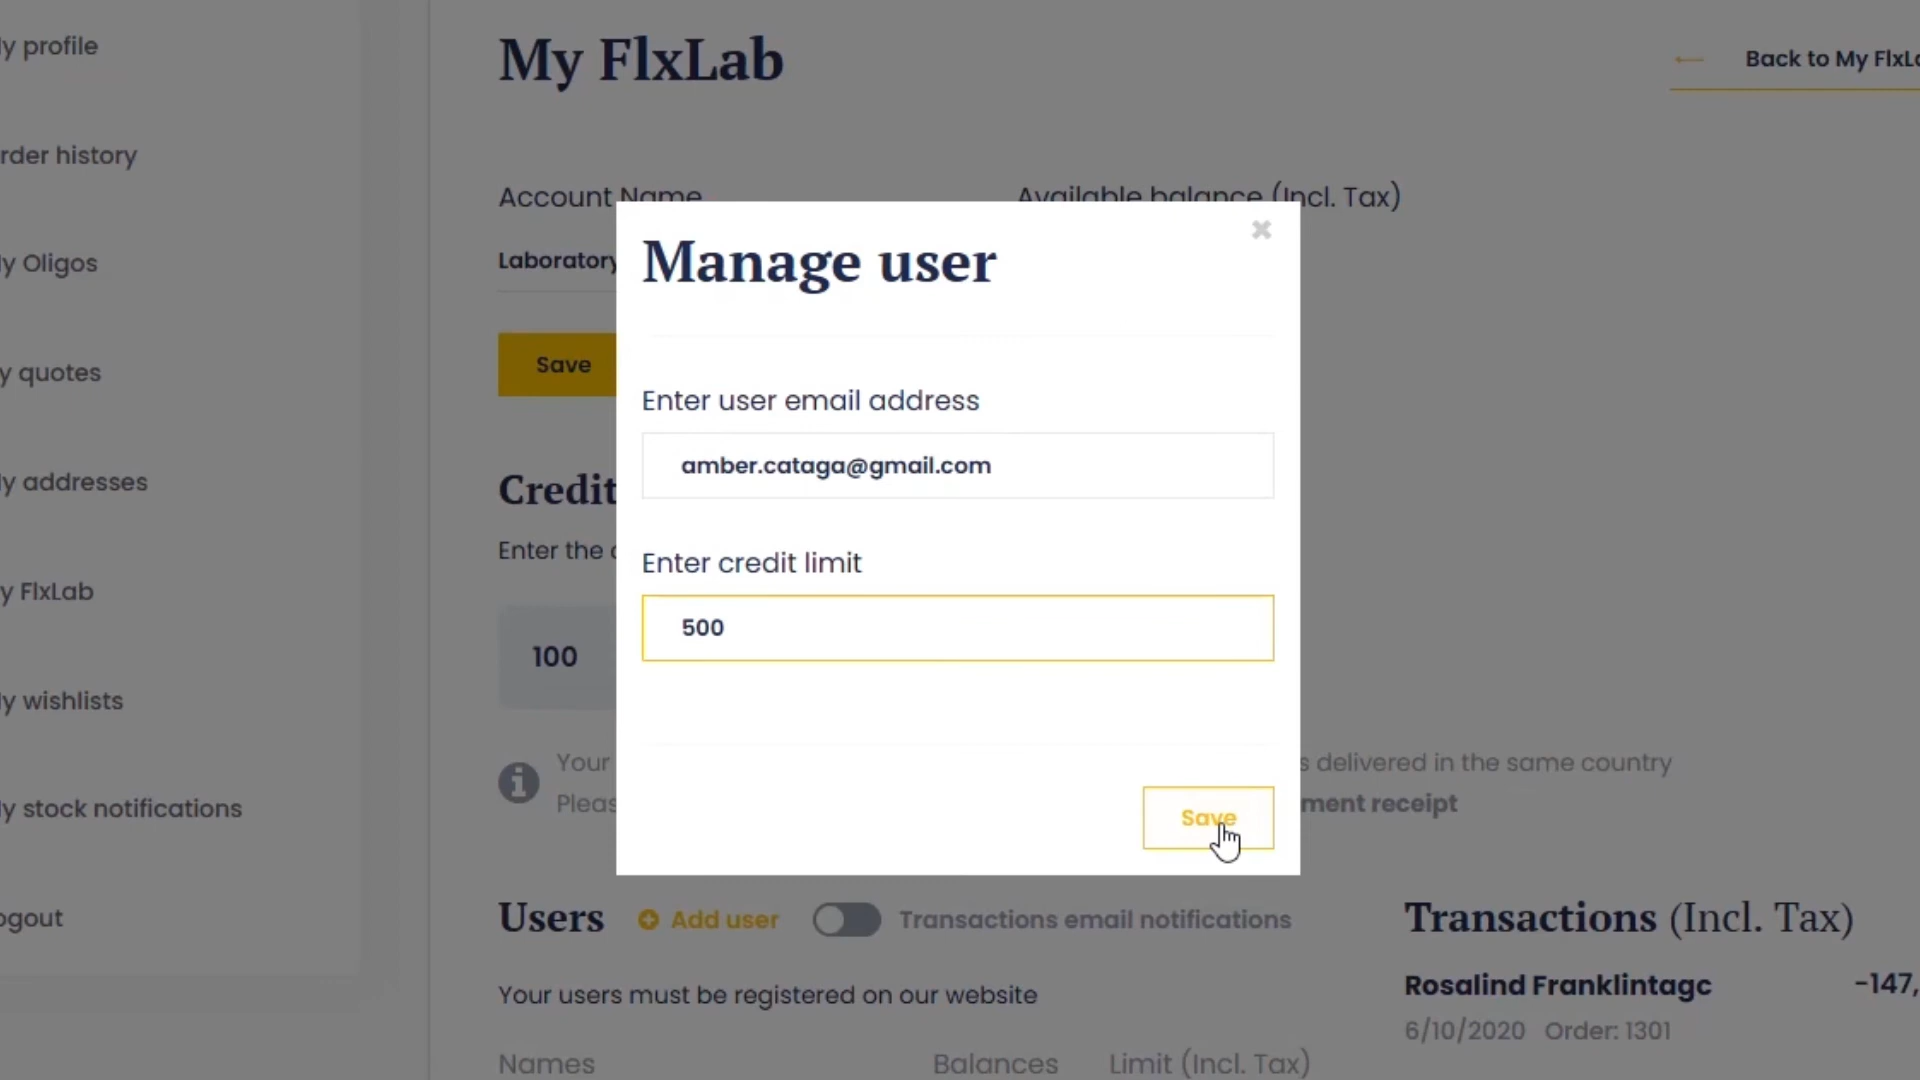 y profile
rder history
y Oligos
y quotes
y addresses
y FlxLab
y wishlists
y stock notifications
ogout
My FlxLab
Back to My FlxLa
Account Name
Available balance (Incl. Tax)
Laboratory
Save
Credit
Enter the
100
Your
s delivered in the same country
Pleas
ment receipt
Manage user
Enter user email address
amber.cataga@gmail.com
Enter credit limit
500
Save
Users
Add user
Transactions email notifications
Your users must be registered on our website
Names
Balances
Limit (Incl. Tax)
Transactions (Incl. Tax)
Rosalind Franklintagc
-147,
6/10/2020 Order: 1301